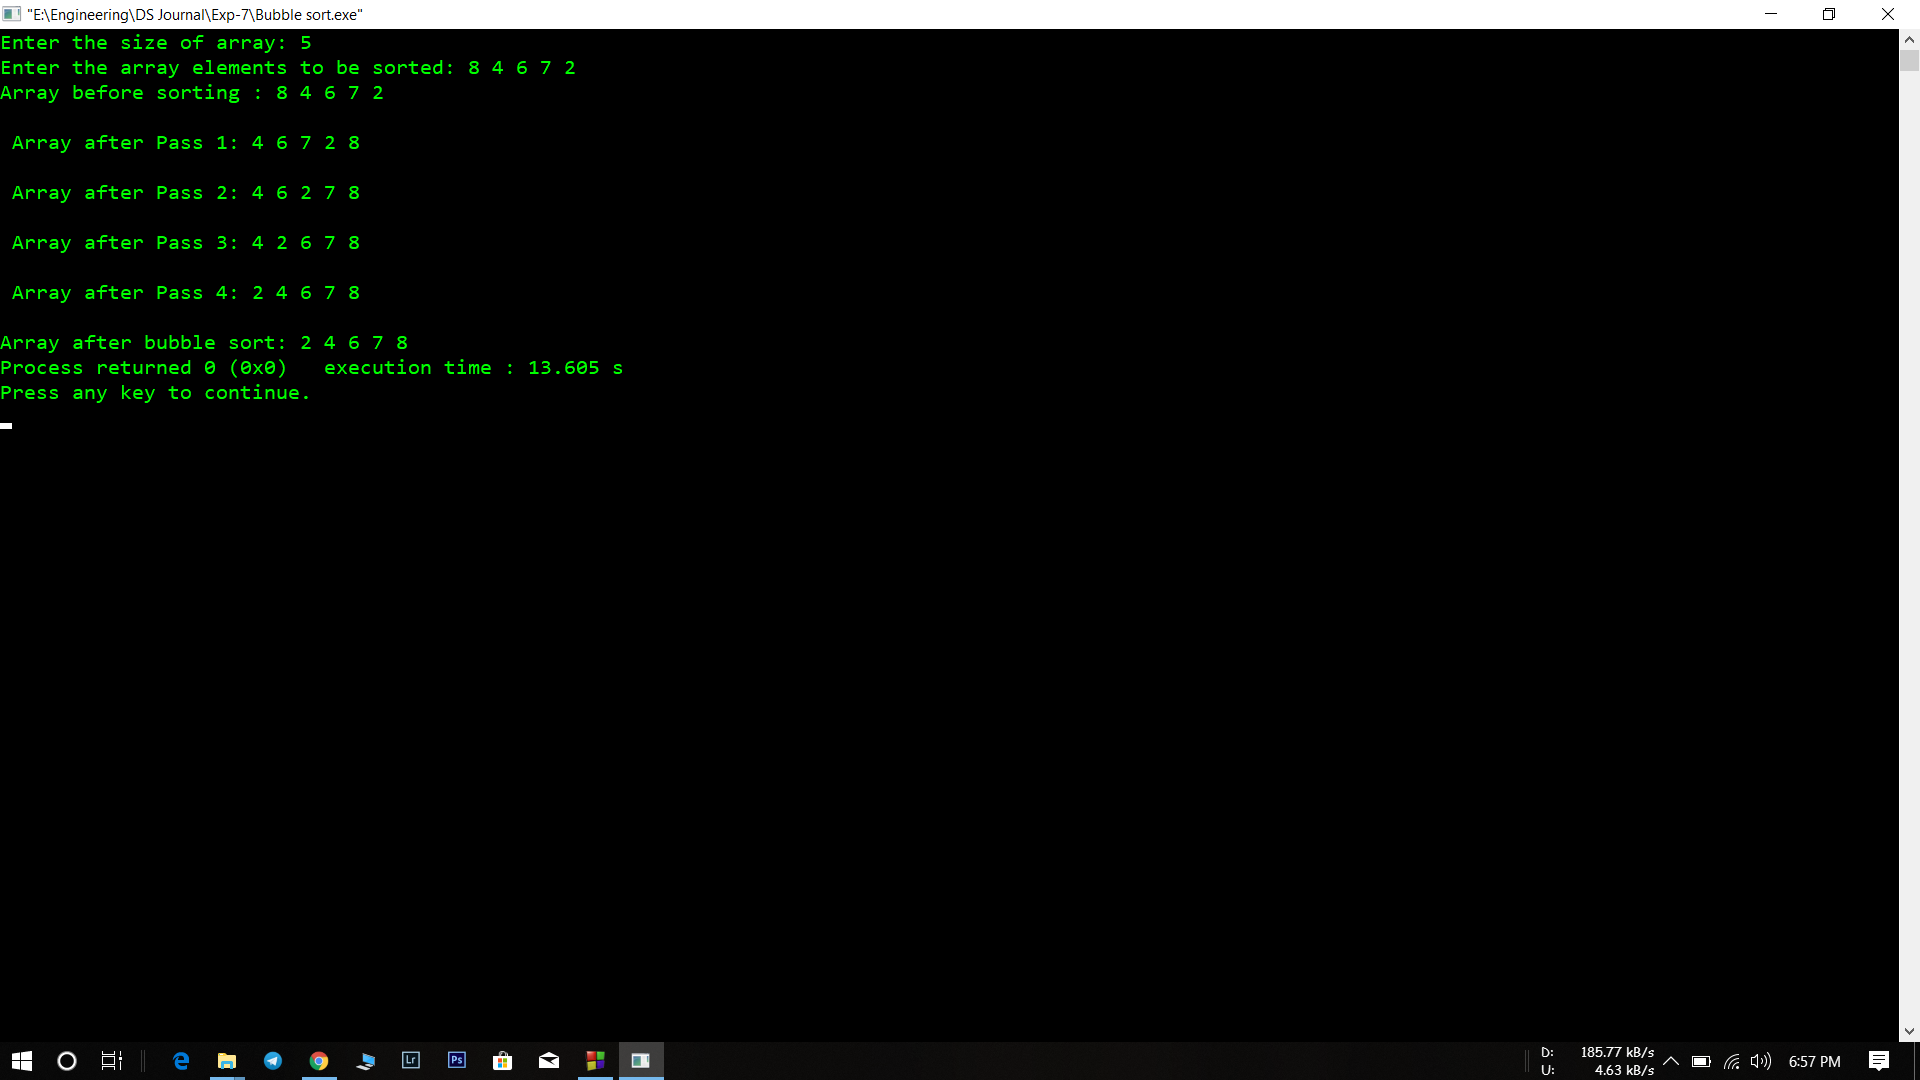 "E:\Engineering\DS Journal\Exp-7\Bubble sort.exe"
Enter the size of array: 5
Enter the array elements to be sorted: 8 4 6 7 2
Array before sorting : 8 4 6 7 2
Array after Pass 1: 4 6 7 2 8
Array after Pass 2: 4 6 2 7 8
Array after Pass 3: 4 2 6 7 8
Array after Pass 4: 2 4 6 7 8
Array after bubble sort: 2 4 6 7 8
Process returned 0 (0x0)   execution time : 13.605 s
Press any key to continue.
Lr
Ps
D: 185.77 kB/s
U: 4.63 kB/s
6:57 PM